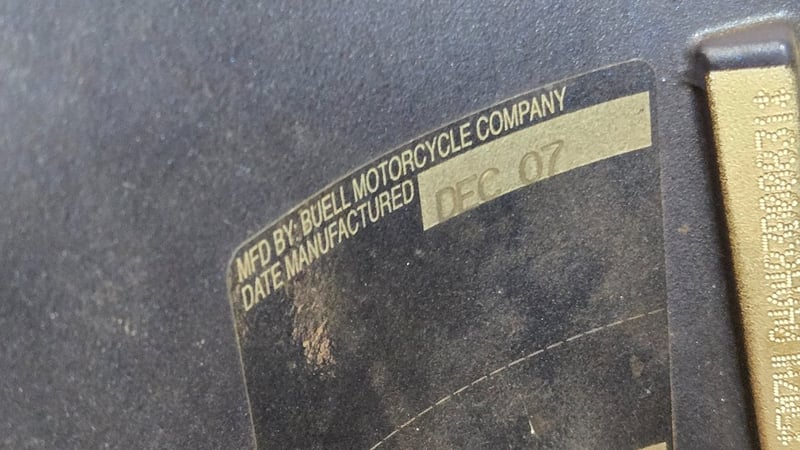 MFD BY: BUELL MOTORCYCLE COMPANY
DATE MANUFACTURED DEC 07